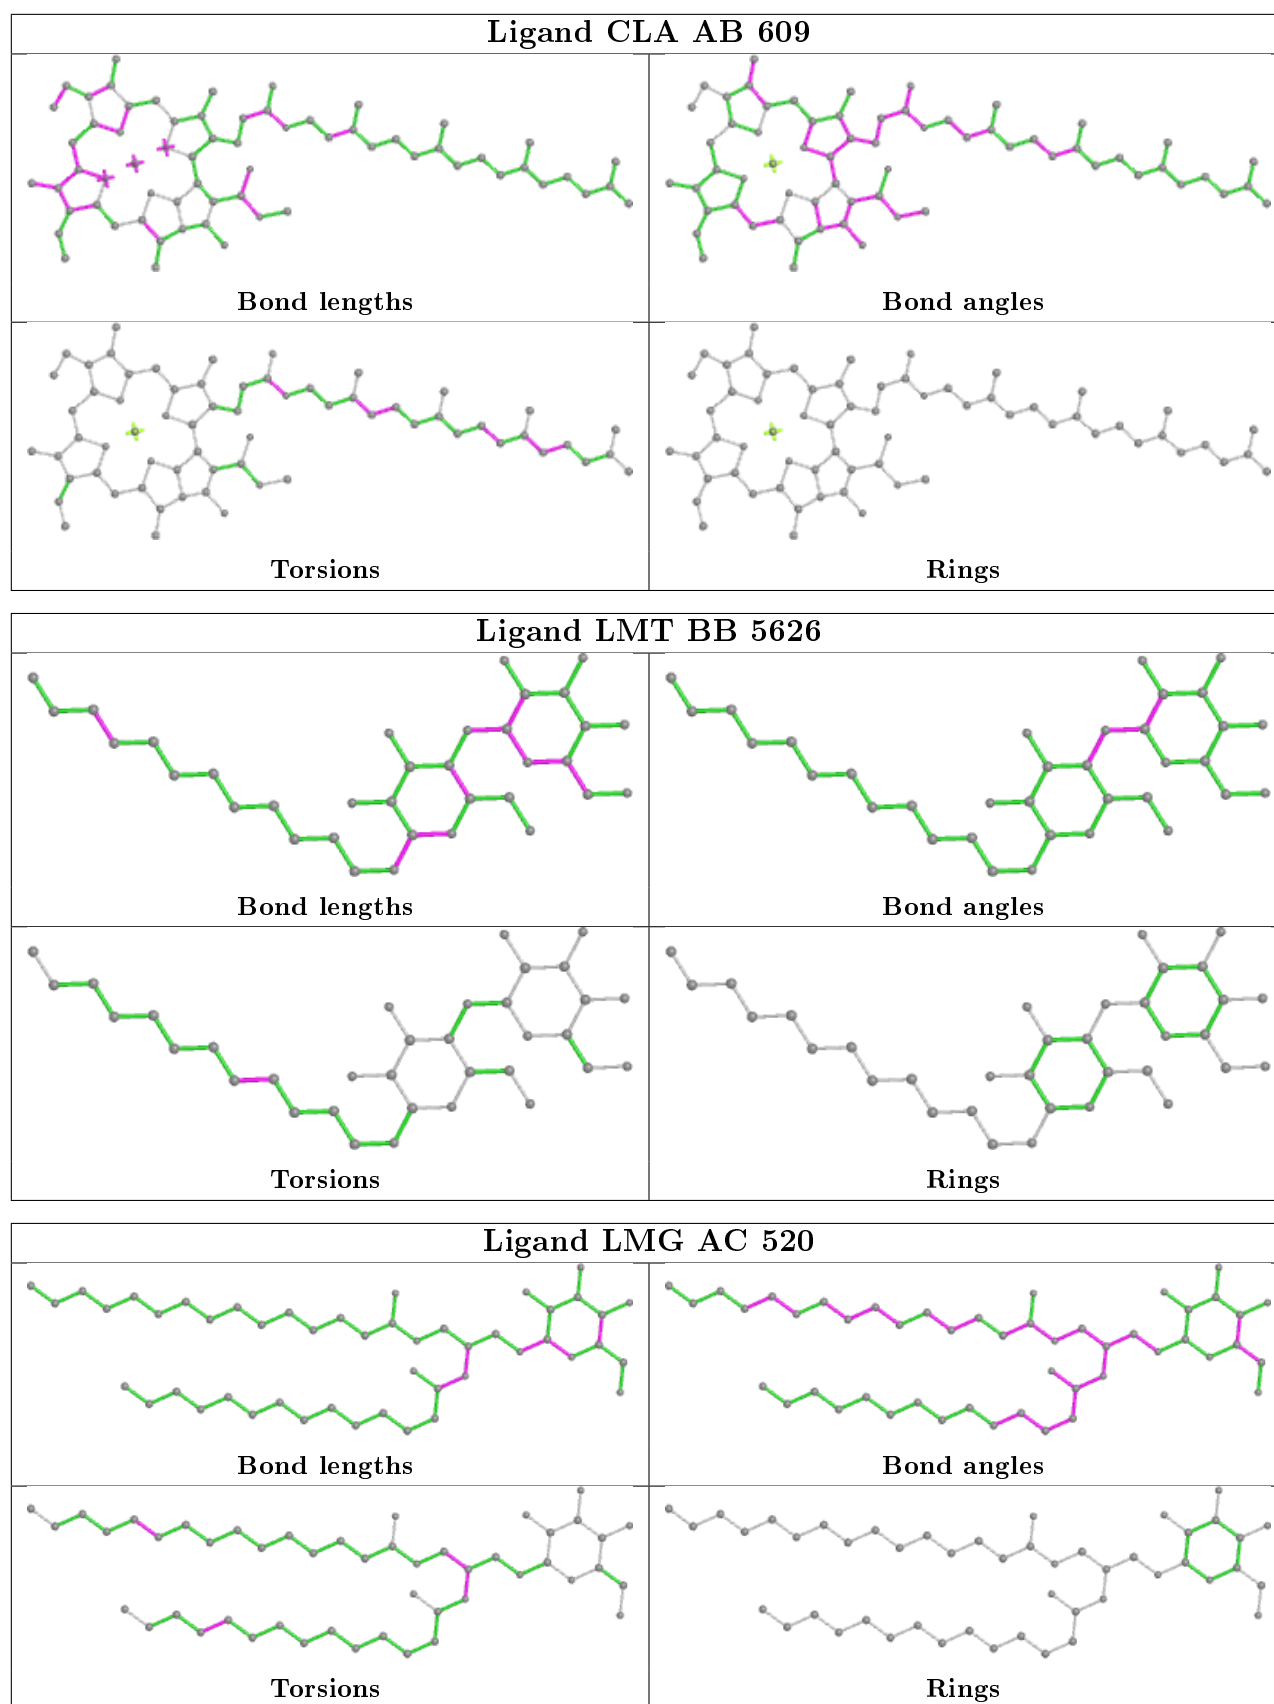 Ligand CLA AB 609
Bond lengths
Bond angles
Torsions
Rings
Ligand LMT BB 5626
Bond lengths
Bond angles
Torsions
Rings
Ligand LMG AC 520
Bond lengths
Bond angles
Torsions
Rings